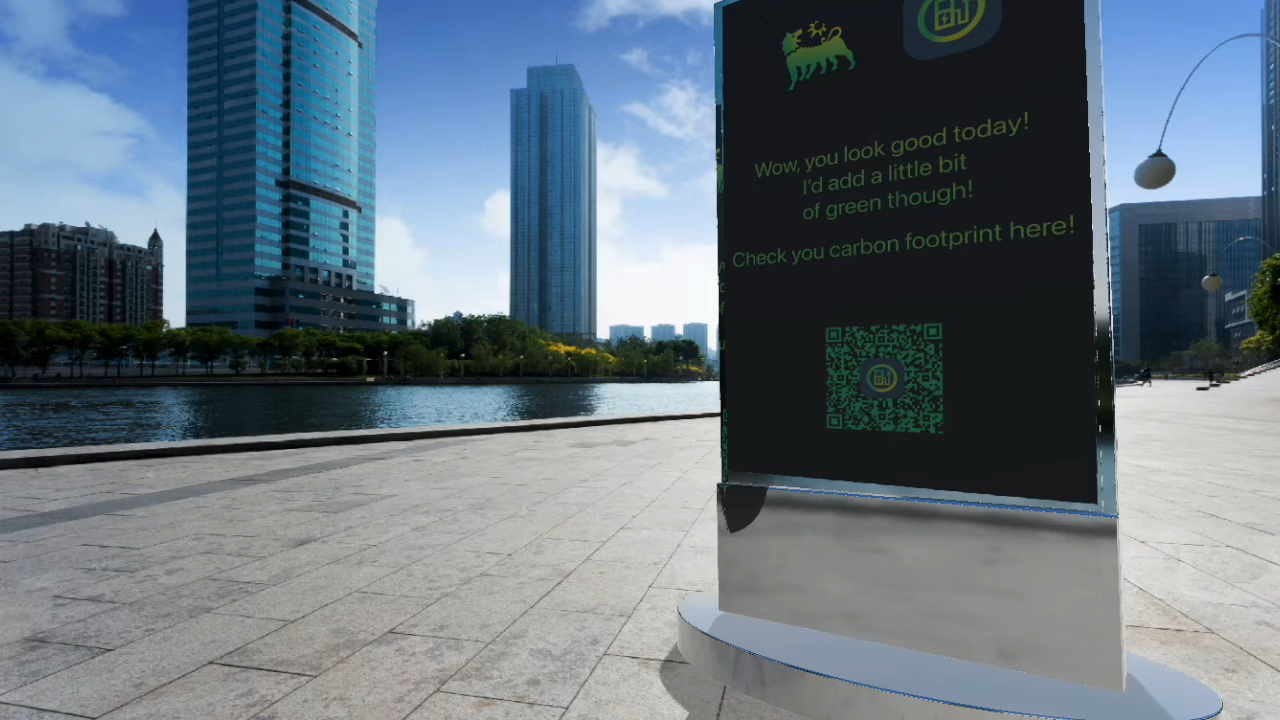 Wow, you look good today!
I'd add a little bit
of green though!
Check you carbon footprint here!